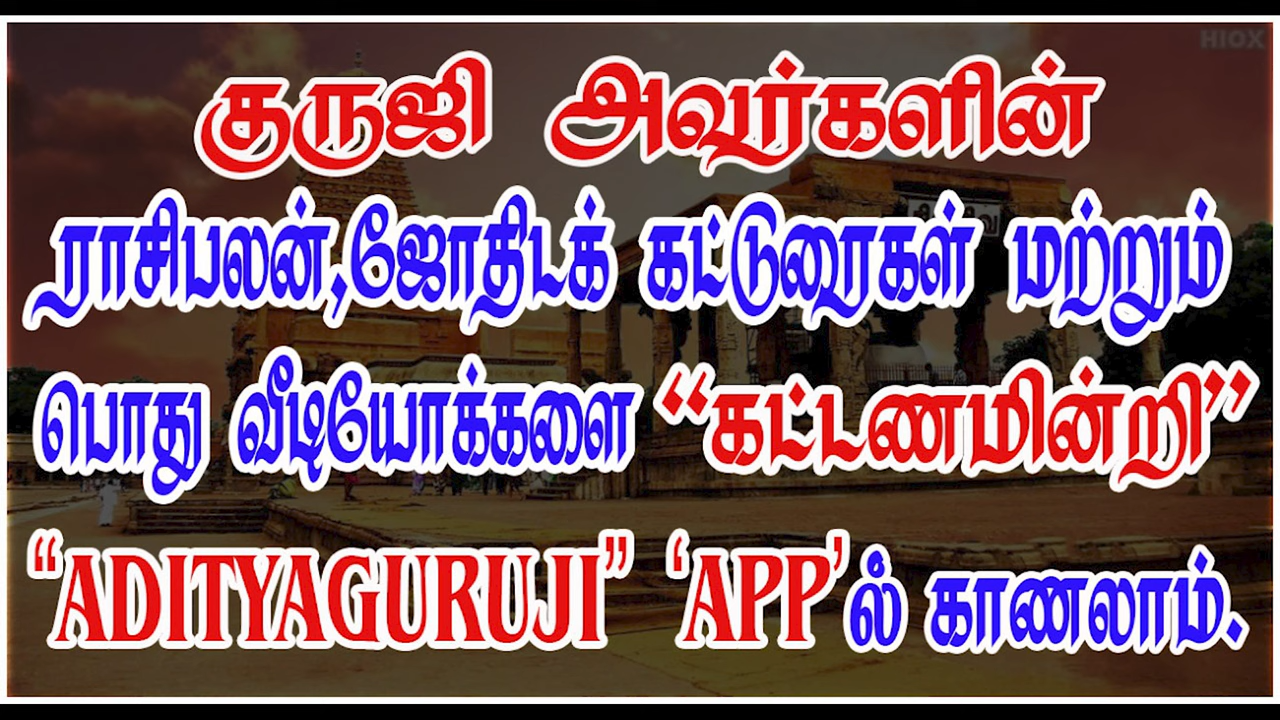 HIOX
குருஜி அவர்களின்
ராசிபலன்,ஜோதிடக் கட்டுரைகள் மற்றும்
பொது வீடியோக்களை “கட்டணமின்றி”
“ADITYAGURUJI” ‘APP’ல் காணலாம்.